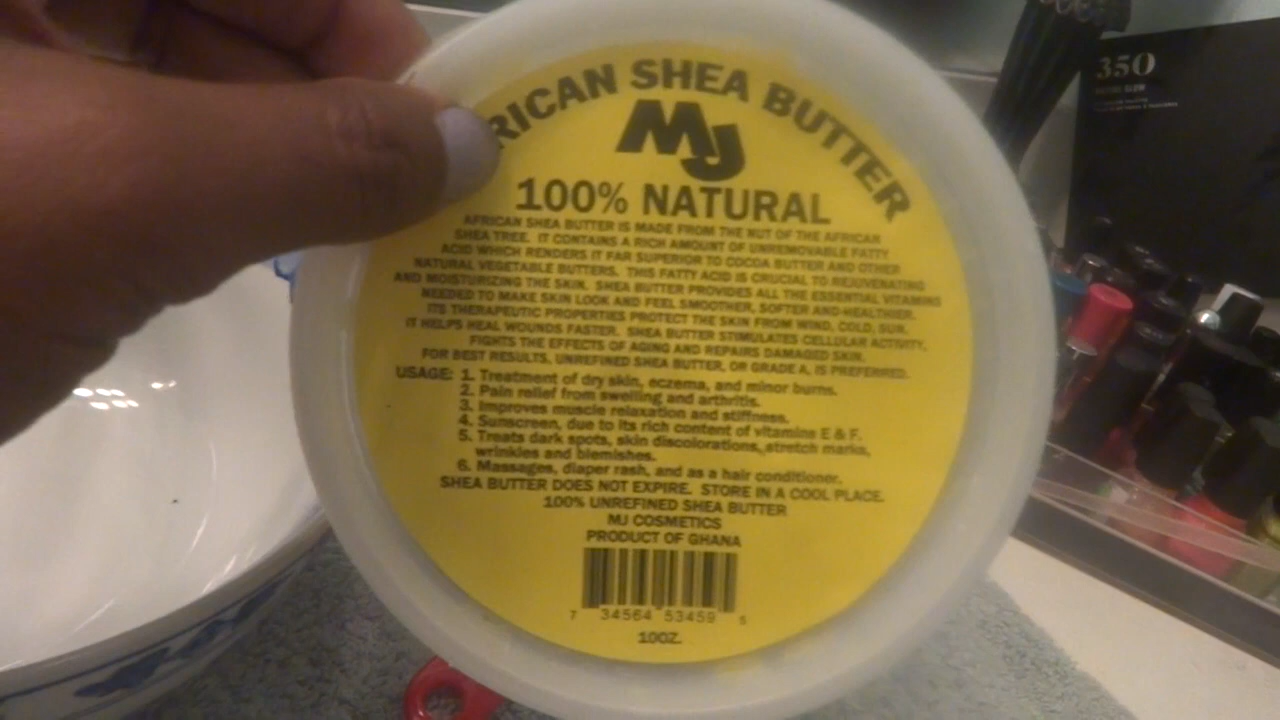 RICAN SHEA BUTTER
MJ
100% NATURAL
AFRICAN SHEA BUTTER IS MADE FROM THE NUT OF THE AFRICAN
SHEA TREE. IT CONTAINS A RICH AMOUNT OF UNREMOVABLE FATTY
ACID WHICH RENDERS IT FAR SUPERIOR TO COCOA BUTTER AND OTHER
NATURAL VEGETABLE BUTTERS. THIS FATTY ACID IS CRUCIAL TO REJUVENATING
AND MOISTURIZING THE SKIN. SHEA BUTTER PROVIDES ALL THE ESSENTIAL VITAMINS
NEEDED TO MAKE SKIN LOOK AND FEEL SMOOTHER, SOFTER AND HEALTHIER.
ITS THERAPEUTIC PROPERTIES PROTECT THE SKIN FROM WIND, COLD, SUN.
IT HELPS HEAL WOUNDS FASTER. SHEA BUTTER STIMULATES CELLULAR ACTIVITY,
FIGHTS THE EFFECTS OF AGING AND REPAIRS DAMAGED SKIN.
FOR BEST RESULTS, UNREFINED SHEA BUTTER, OR GRADE A, IS PREFERRED.
USAGE: 1. Treatment of dry skin, eczema, and minor burns.
2. Pain relief from swelling and arthritis.
3. Improves muscle relaxation and stiffness.
4. Sunscreen, due to its rich content of vitamine E & F.
5. Treats dark spots, skin discolorations, stretch marks,
wrinkles and blemishes.
6. Massages, diaper rash, and as a hair conditioner.
SHEA BUTTER DOES NOT EXPIRE. STORE IN A COOL PLACE.
100% UNREFINED SHEA BUTTER
MJ COSMETICS
PRODUCT OF GHANA
7 34564 53459 5
10OZ.
350